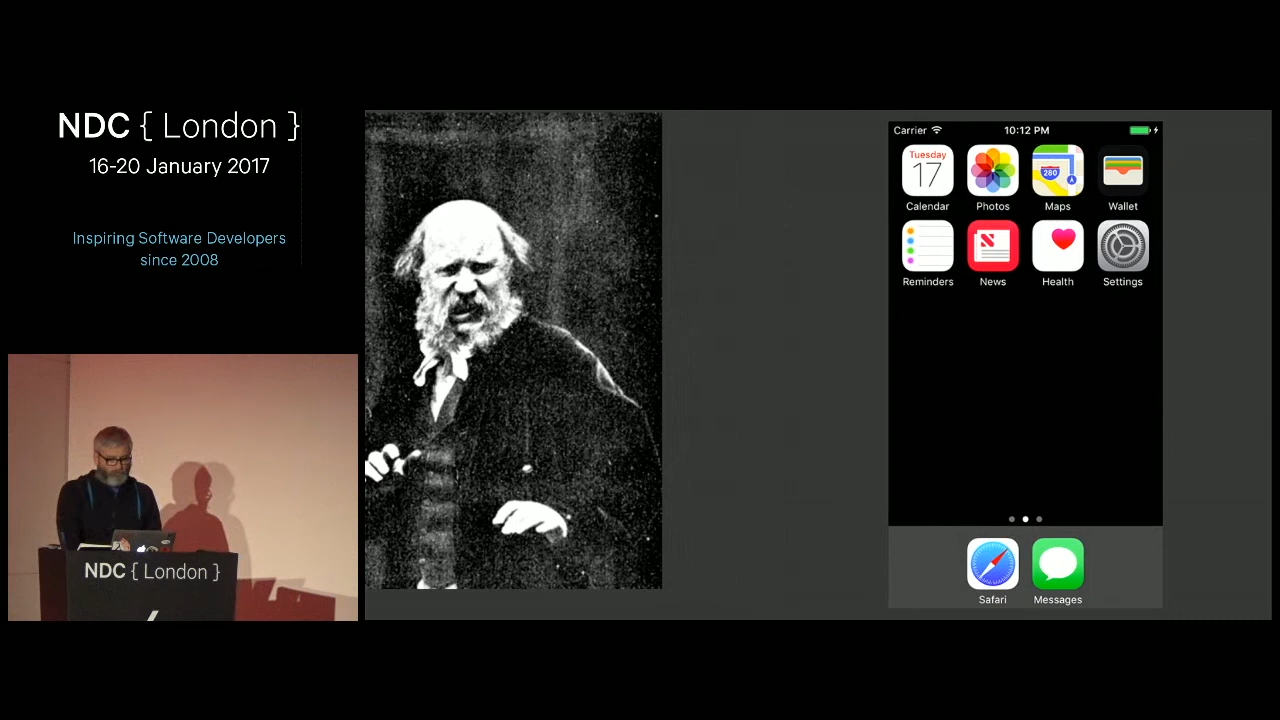 NDC { London }
16-20 January 2017
Inspiring Software Developers
since 2008
NDC { London }
Carrier 10:12 PM
Tuesday
17
280
Calendar Photos Maps Wallet
Reminders News Health Settings
Safari Messages